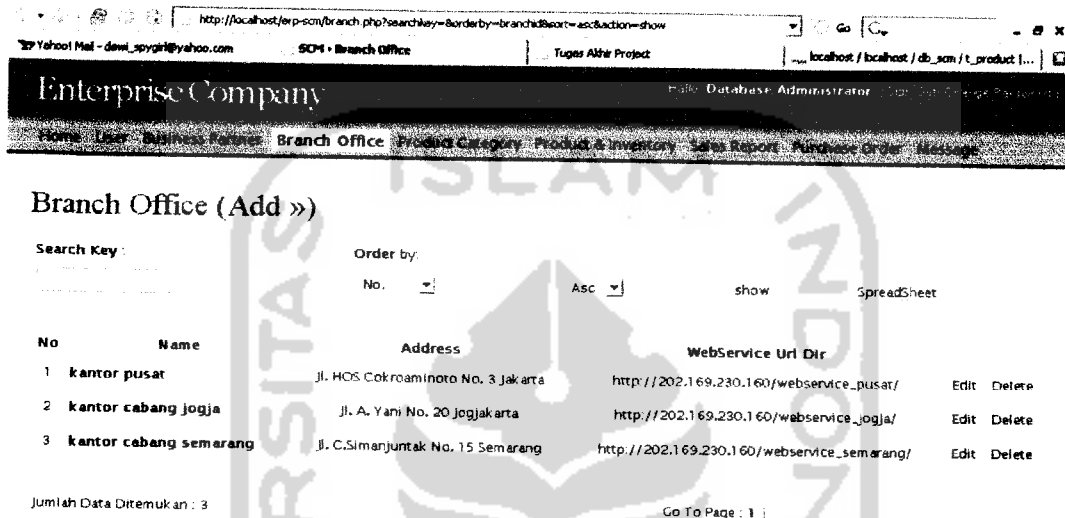 http://localhost/erp-scm/branch.php?searchkey=&orderby=branchid&sort=asc&action=show Go G
Yahoo! Mail - dewi_spygirl@yahoo.com SCM • Branch Office Tugas Akhir Project localhost / localhost / db_scm / t_product |...
Enterprise Company Hallo Database Administrator
Home User Business Partner Branch Office Product Category Product & Inventory Sales Report Purchase Order Message
ISLAM
Branch Office (Add »)
Search Key : Order by:
No. Asc show SpreadSheet
No Name Address WebService Url Dir
1 kantor pusat Jl. HOS Cokroaminoto No. 3 Jakarta http://202.169.230.160/webservice_pusat/ Edit Delete
2 kantor cabang jogja Jl. A. Yani No. 20 jogjakarta http://202.169.230.160/webservice_jogja/ Edit Delete
3 kantor cabang semarang Jl. C.Simanjuntak No. 15 Semarang http://202.169.230.160/webservice_semarang/ Edit Delete
Jumlah Data Ditemukan : 3 Go To Page : 1